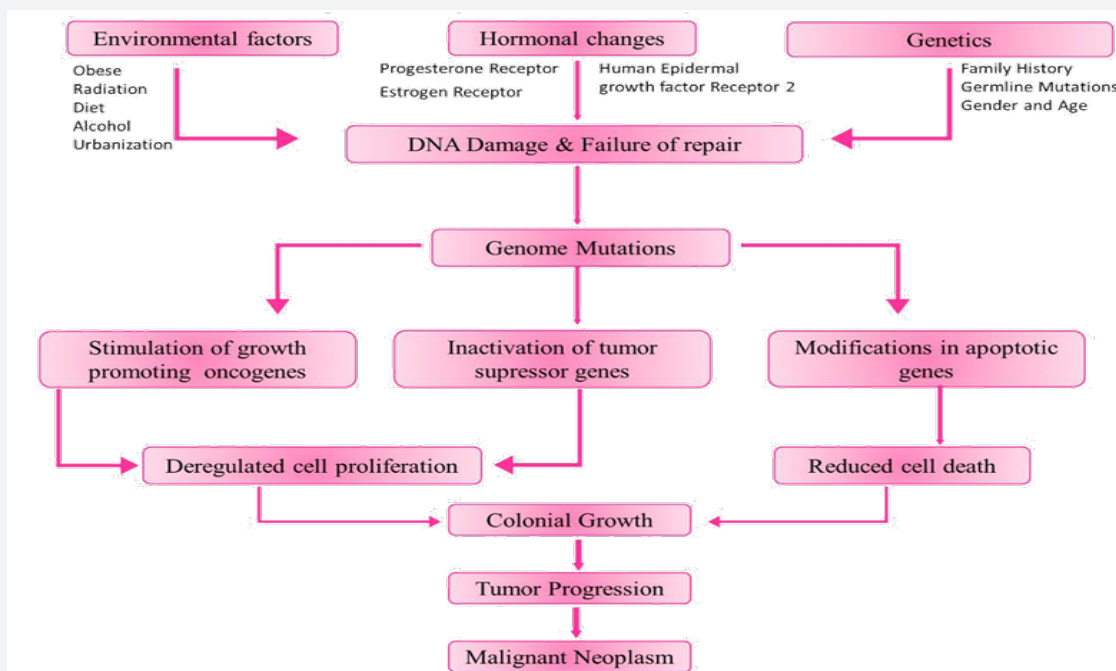 Environmental factors
Obese
Radiation
Diet
Alcohol
Urbanization
Hormonal changes
Progesterone Receptor
Estrogen Receptor
Human Epidermal
growth factor Receptor 2
Genetics
Family History
Germline Mutations
Gender and Age
DNA Damage & Failure of repair
Genome Mutations
Stimulation of growth
promoting oncogenes
Inactivation of tumor
supressor genes
Modifications in apoptotic
genes
Deregulated cell proliferation
Reduced cell death
Colonial Growth
Tumor Progression
Malignant Neoplasm